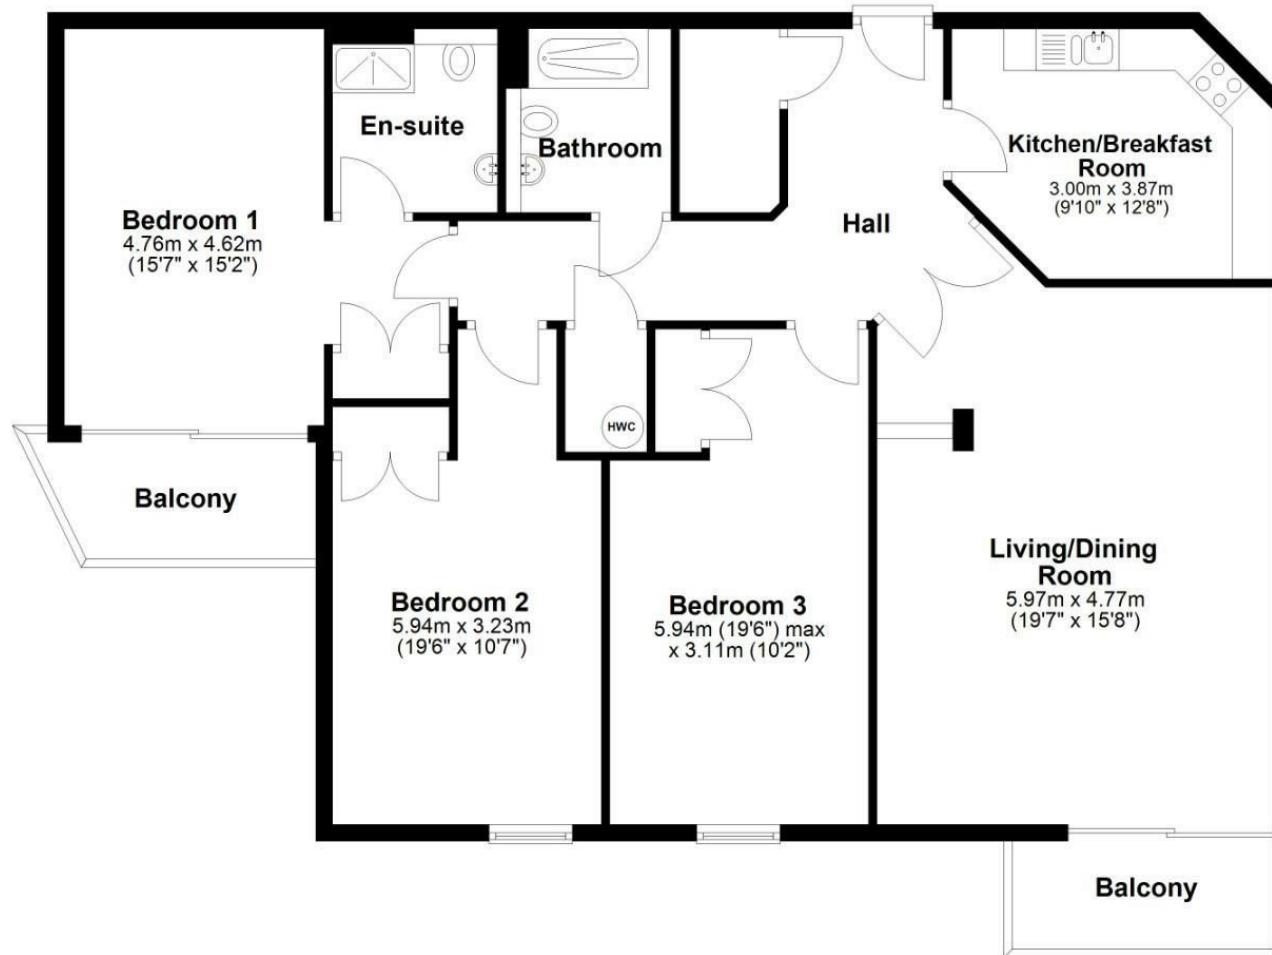 En-suite
Bathroom
Kitchen/Breakfast
Room
3.00m x 3.87m
(9'10" x 12'8")
Bedroom 1
4.76m x 4.62m
(15'7" x 15'2")
Hall
HWC
Balcony
Living/Dining
Room
5.97m x 4.77m
(19'7" x 15'8")
Bedroom 2
5.94m x 3.23m
(19'6" x 10'7")
Bedroom 3
5.94m (19'6") max
x 3.11m (10'2")
Balcony